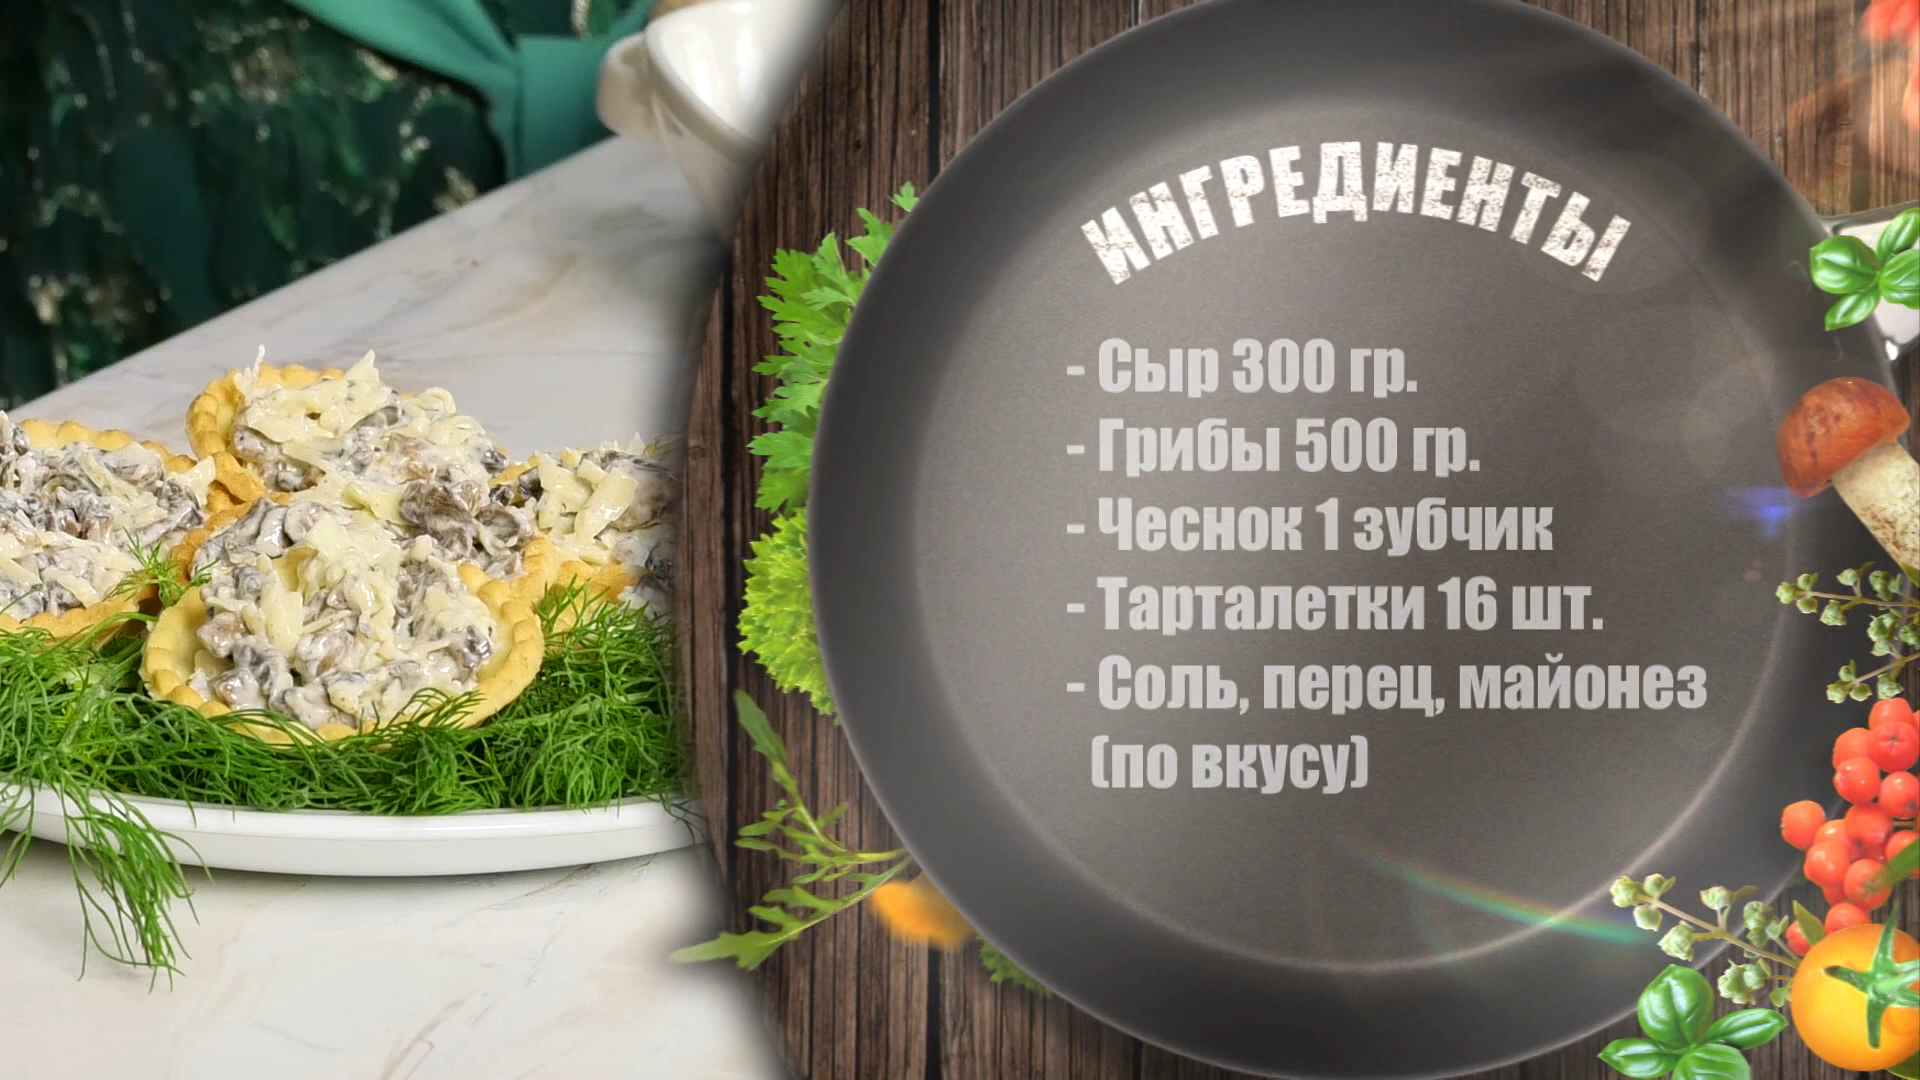 ИНГРЕДИЕНТЫ
- Сыр 300 гр.
- Грибы 500 гр.
- Чеснок 1 зубчик
- Тарталетки 16 шт.
- Соль, перец, майонез
(по вкусу)